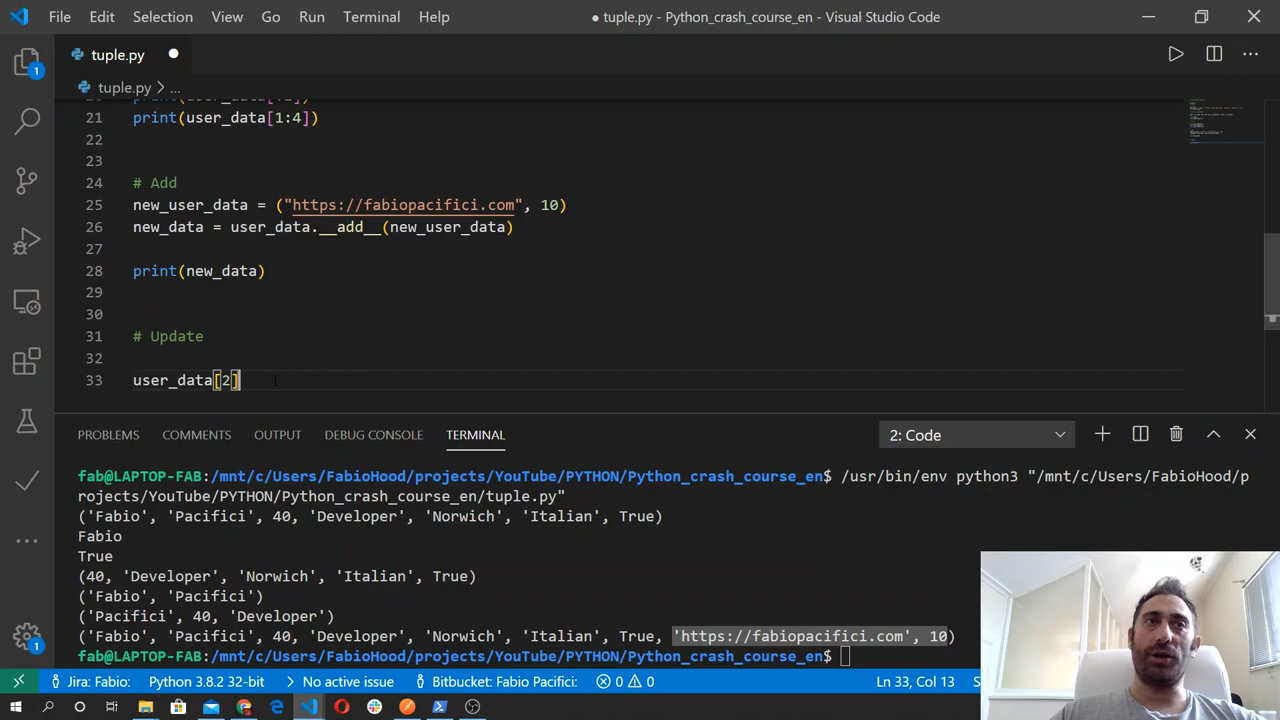 File Edit Selection View Go Run Terminal Help ● tuple.py - Python_crash_course_en - Visual Studio Code
tuple.py
tuple.py > ...
21 print(user_data[1:4])
22
23
24 # Add
25 new_user_data = ("https://fabiopacifici.com", 10)
26 new_data = user_data.__add__(new_user_data)
27
28 print(new_data)
29
30
31 # Update
32
33 user_data[2]
PROBLEMS COMMENTS OUTPUT DEBUG CONSOLE TERMINAL 2: Code
fab@LAPTOP-FAB:/mnt/c/Users/FabioHood/projects/YouTube/PYTHON/Python_crash_course_en$ /usr/bin/env python3 "/mnt/c/Users/FabioHood/p
rojects/YouTube/PYTHON/Python_crash_course_en/tuple.py"
('Fabio', 'Pacifici', 40, 'Developer', 'Norwich', 'Italian', True)
Fabio
True
(40, 'Developer', 'Norwich', 'Italian', True)
('Fabio', 'Pacifici')
('Pacifici', 40, 'Developer')
('Fabio', 'Pacifici', 40, 'Developer', 'Norwich', 'Italian', True, 'https://fabiopacifici.com', 10)
fab@LAPTOP-FAB:/mnt/c/Users/FabioHood/projects/YouTube/PYTHON/Python_crash_course_en$
Jira: Fabio: Python 3.8.2 32-bit No active issue Bitbucket: Fabio Pacifici: 0 0 Ln 33, Col 13